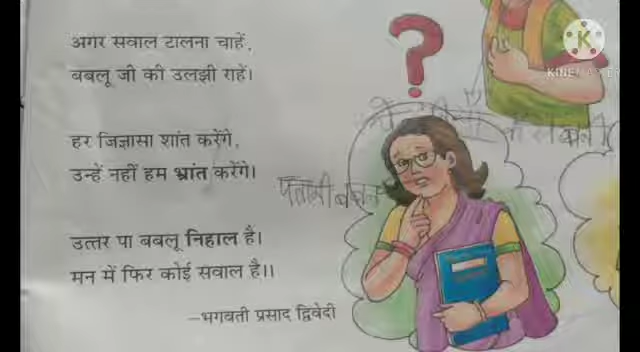 अगर सवाल टालना चाहें,
बबलू जी की उलझी राहें।
हर जिज्ञासा शांत करेंगे,
उन्हें नहीं हम भ्रांत करेंगे।
उत्तर पा बबलू निहाल है।
मन में फिर कोई सवाल है।।
–भगवती प्रसाद द्विवेदी
?
K
KINEMASTER